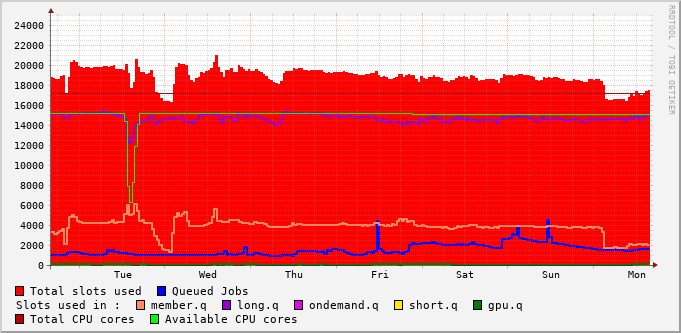 24000
22000
20000
18000
16000
14000
12000
10000
8000
6000
4000
2000
0
Tue Wed Thu Fri Sat Sun Mon
Total slots used Queued Jobs
Slots used in : member.q long.q ondemand.q short.q gpu.q
Total CPU cores Available CPU cores
RRDTOOL / TOBI OETIKER